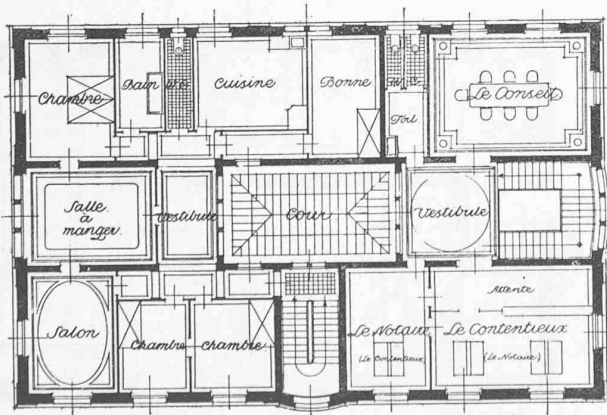 Chambre
Bain
W.C.
Cuisine
Bonne
W. C.
Toil
Le Conseil
Salle
à
manger.
Vestibule
Cour
Vestibule
Salon
Chambre
Chambre
Le Notaire
(Le Contentieux)
Attente
Le Contentieux
(Le Notaire)